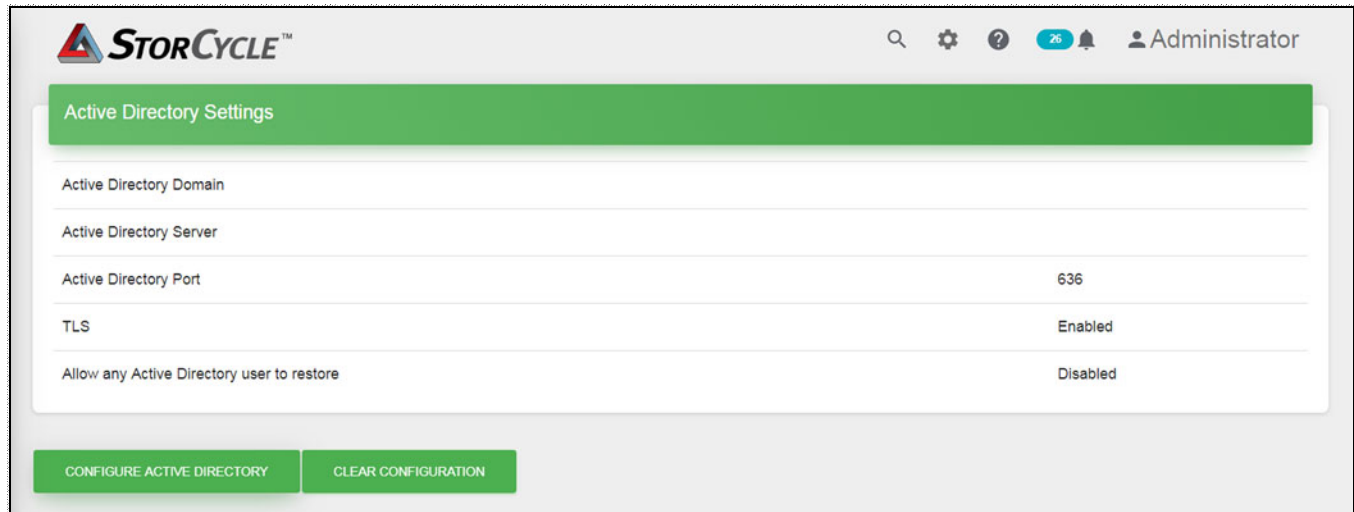 STORCYCLE™
26
Administrator
Active Directory Settings
Active Directory Domain
Active Directory Server
Active Directory Port 636
TLS Enabled
Allow any Active Directory user to restore Disabled
CONFIGURE ACTIVE DIRECTORY CLEAR CONFIGURATION